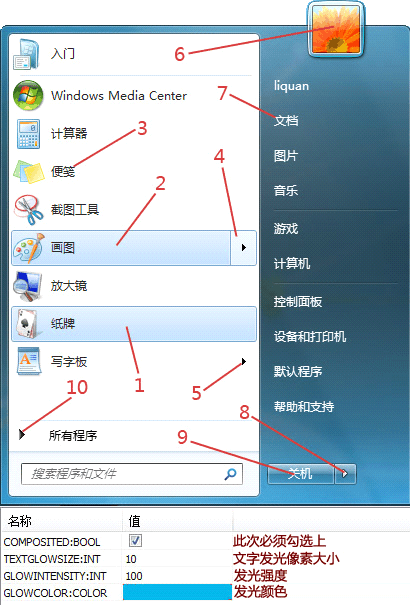 入门
6
liquan
Windows Media Center
7
文档
计算器
3
图片
便笺
4
2
音乐
截图工具
游戏
画图
计算机
放大镜
控制面板
纸牌
设备和打印机
写字板
1
5
默认程序
10
8
帮助和支持
所有程序
9
搜索程序和文件
关机
名称 值
COMPOSITED:BOOL 此次必须勾选上
TEXTGLOWSIZE:INT 10 文字发光像素大小
GLOWINTENSITY:INT 100 发光强度
GLOWCOLOR:COLOR 发光颜色